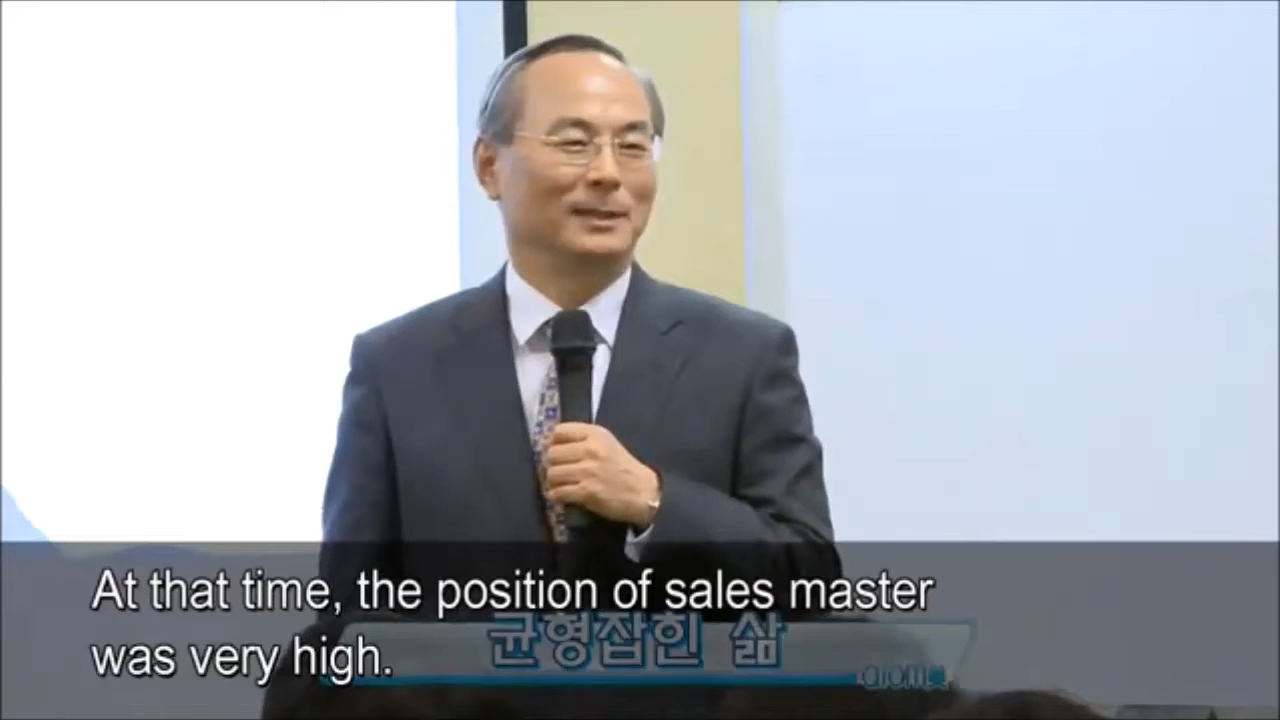 At that time, the position of sales master
was very high.
균형잡힌 삶